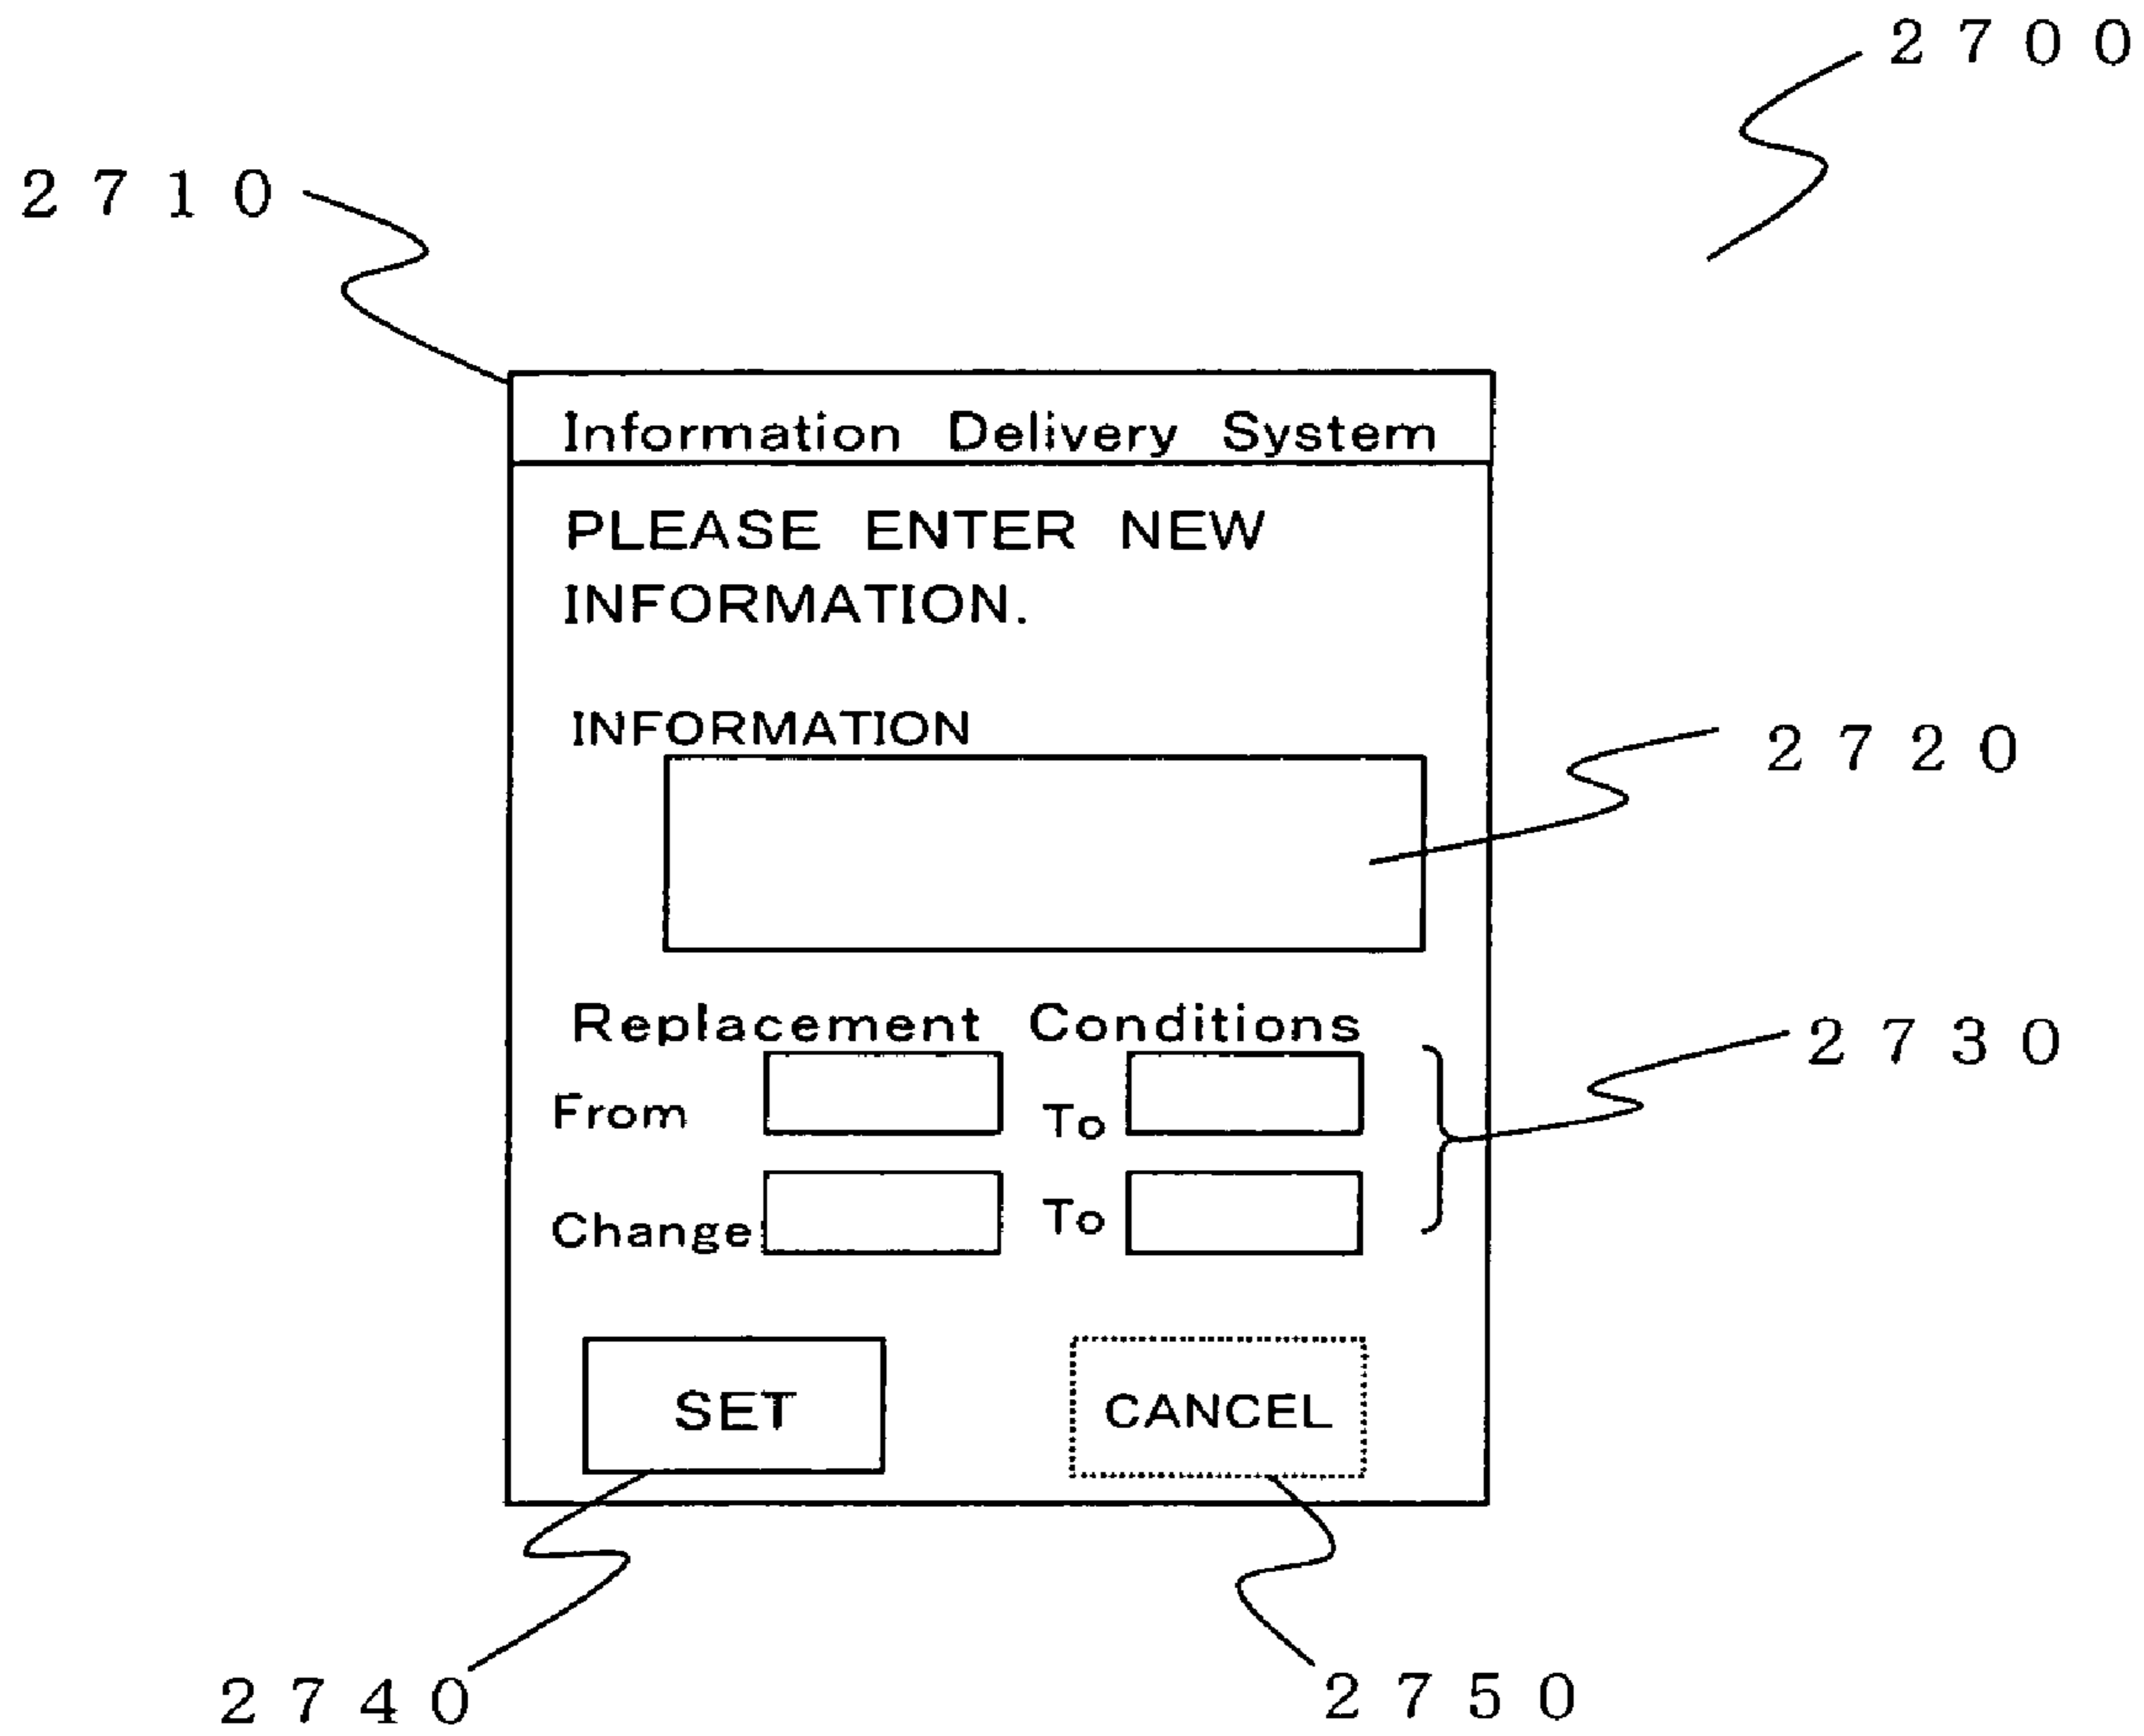 2700
2710
Information Delivery System
PLEASE ENTER NEW
INFORMATION.
INFORMATION
2720
Replacement Conditions
2730
From To
Change To
SET CANCEL
2740 2750